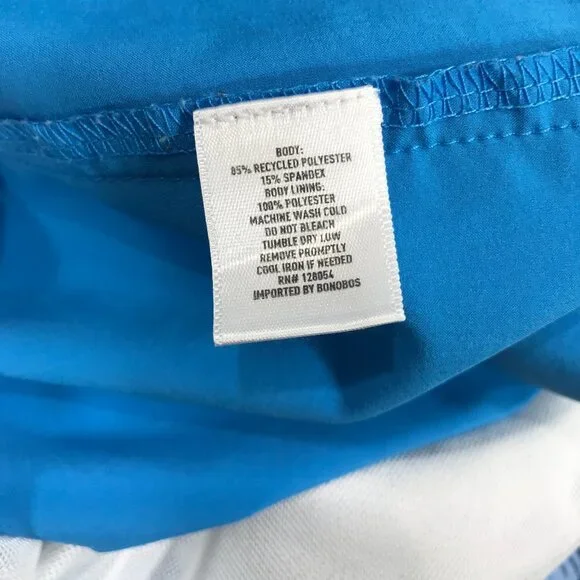 BODY:
85% RECYCLED POLYESTER
15% SPANDEX
BODY LINING:
100% POLYESTER
MACHINE WASH COLD
DO NOT BLEACH
TUMBLE DRY LOW
REMOVE PROMPTLY
COOL IRON IF NEEDED
RN# 128054
IMPORTED BY BONOBOS